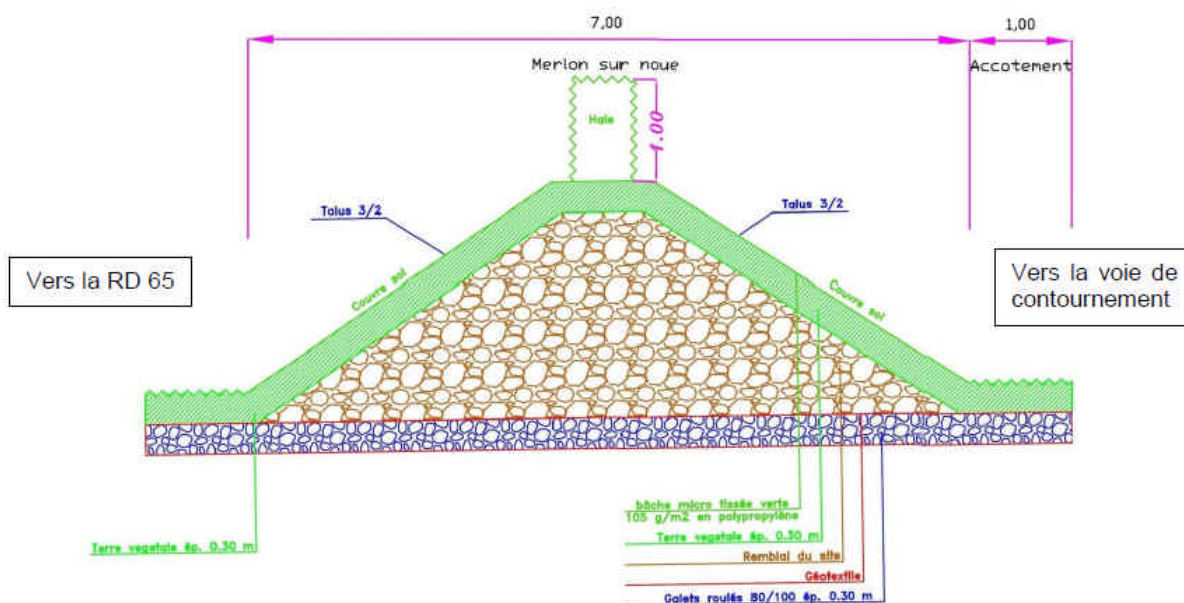 7,00
1,00
Merlon sur noue
Accotement
Haie
1.00
Talus 3/2
Talus 3/2
Vers la RD 65
Couvre sol
Couvre sol
Vers la voie de
contournement
bâche micro tissée verte
105 g/m2 en polypropylène
Terre vegetale ép. 0.30 m
Terre vegetale ép. 0.30 m
Remblai du site
Géotextile
Galets roulés 80/100 ép. 0.30 m